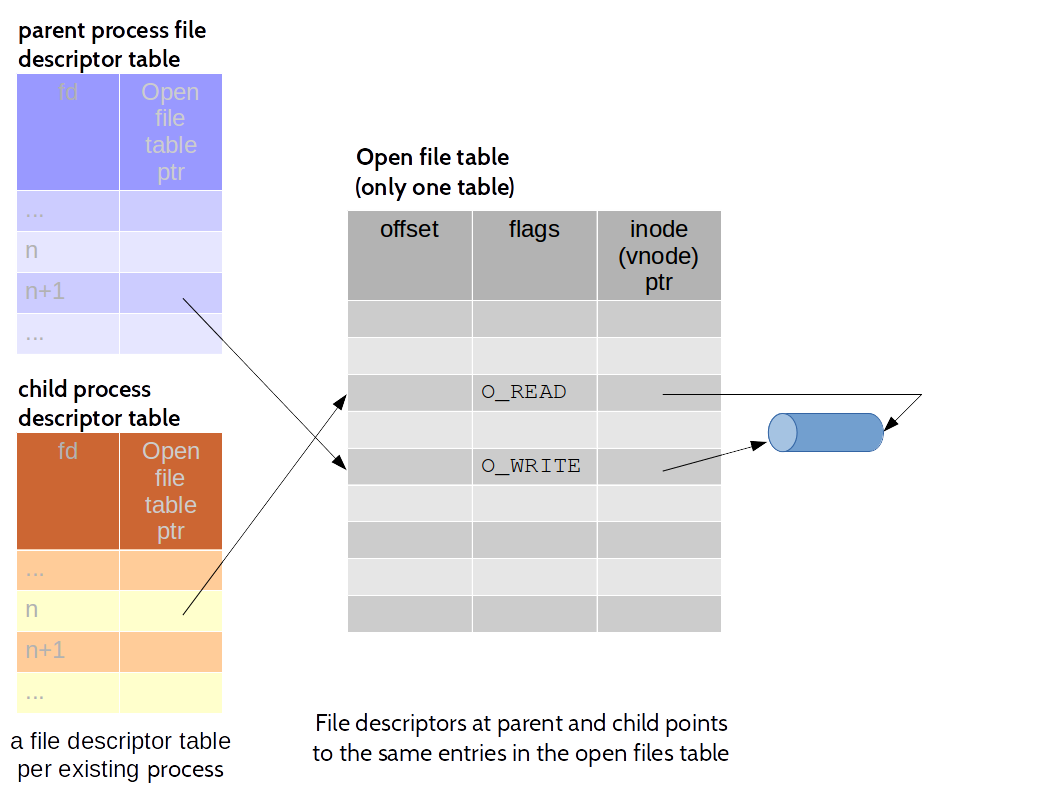 parent process file
descriptor table
fd
Open
file
table
ptr
...
n
n+1
...
child process
descriptor table
fd
Open
file
table
ptr
...
n
n+1
...
a file descriptor table
per existing process
Open file table
(only one table)
offset
flags
inode
(vnode)
ptr
O_READ
O_WRITE
File descriptors at parent and child points
to the same entries in the open files table